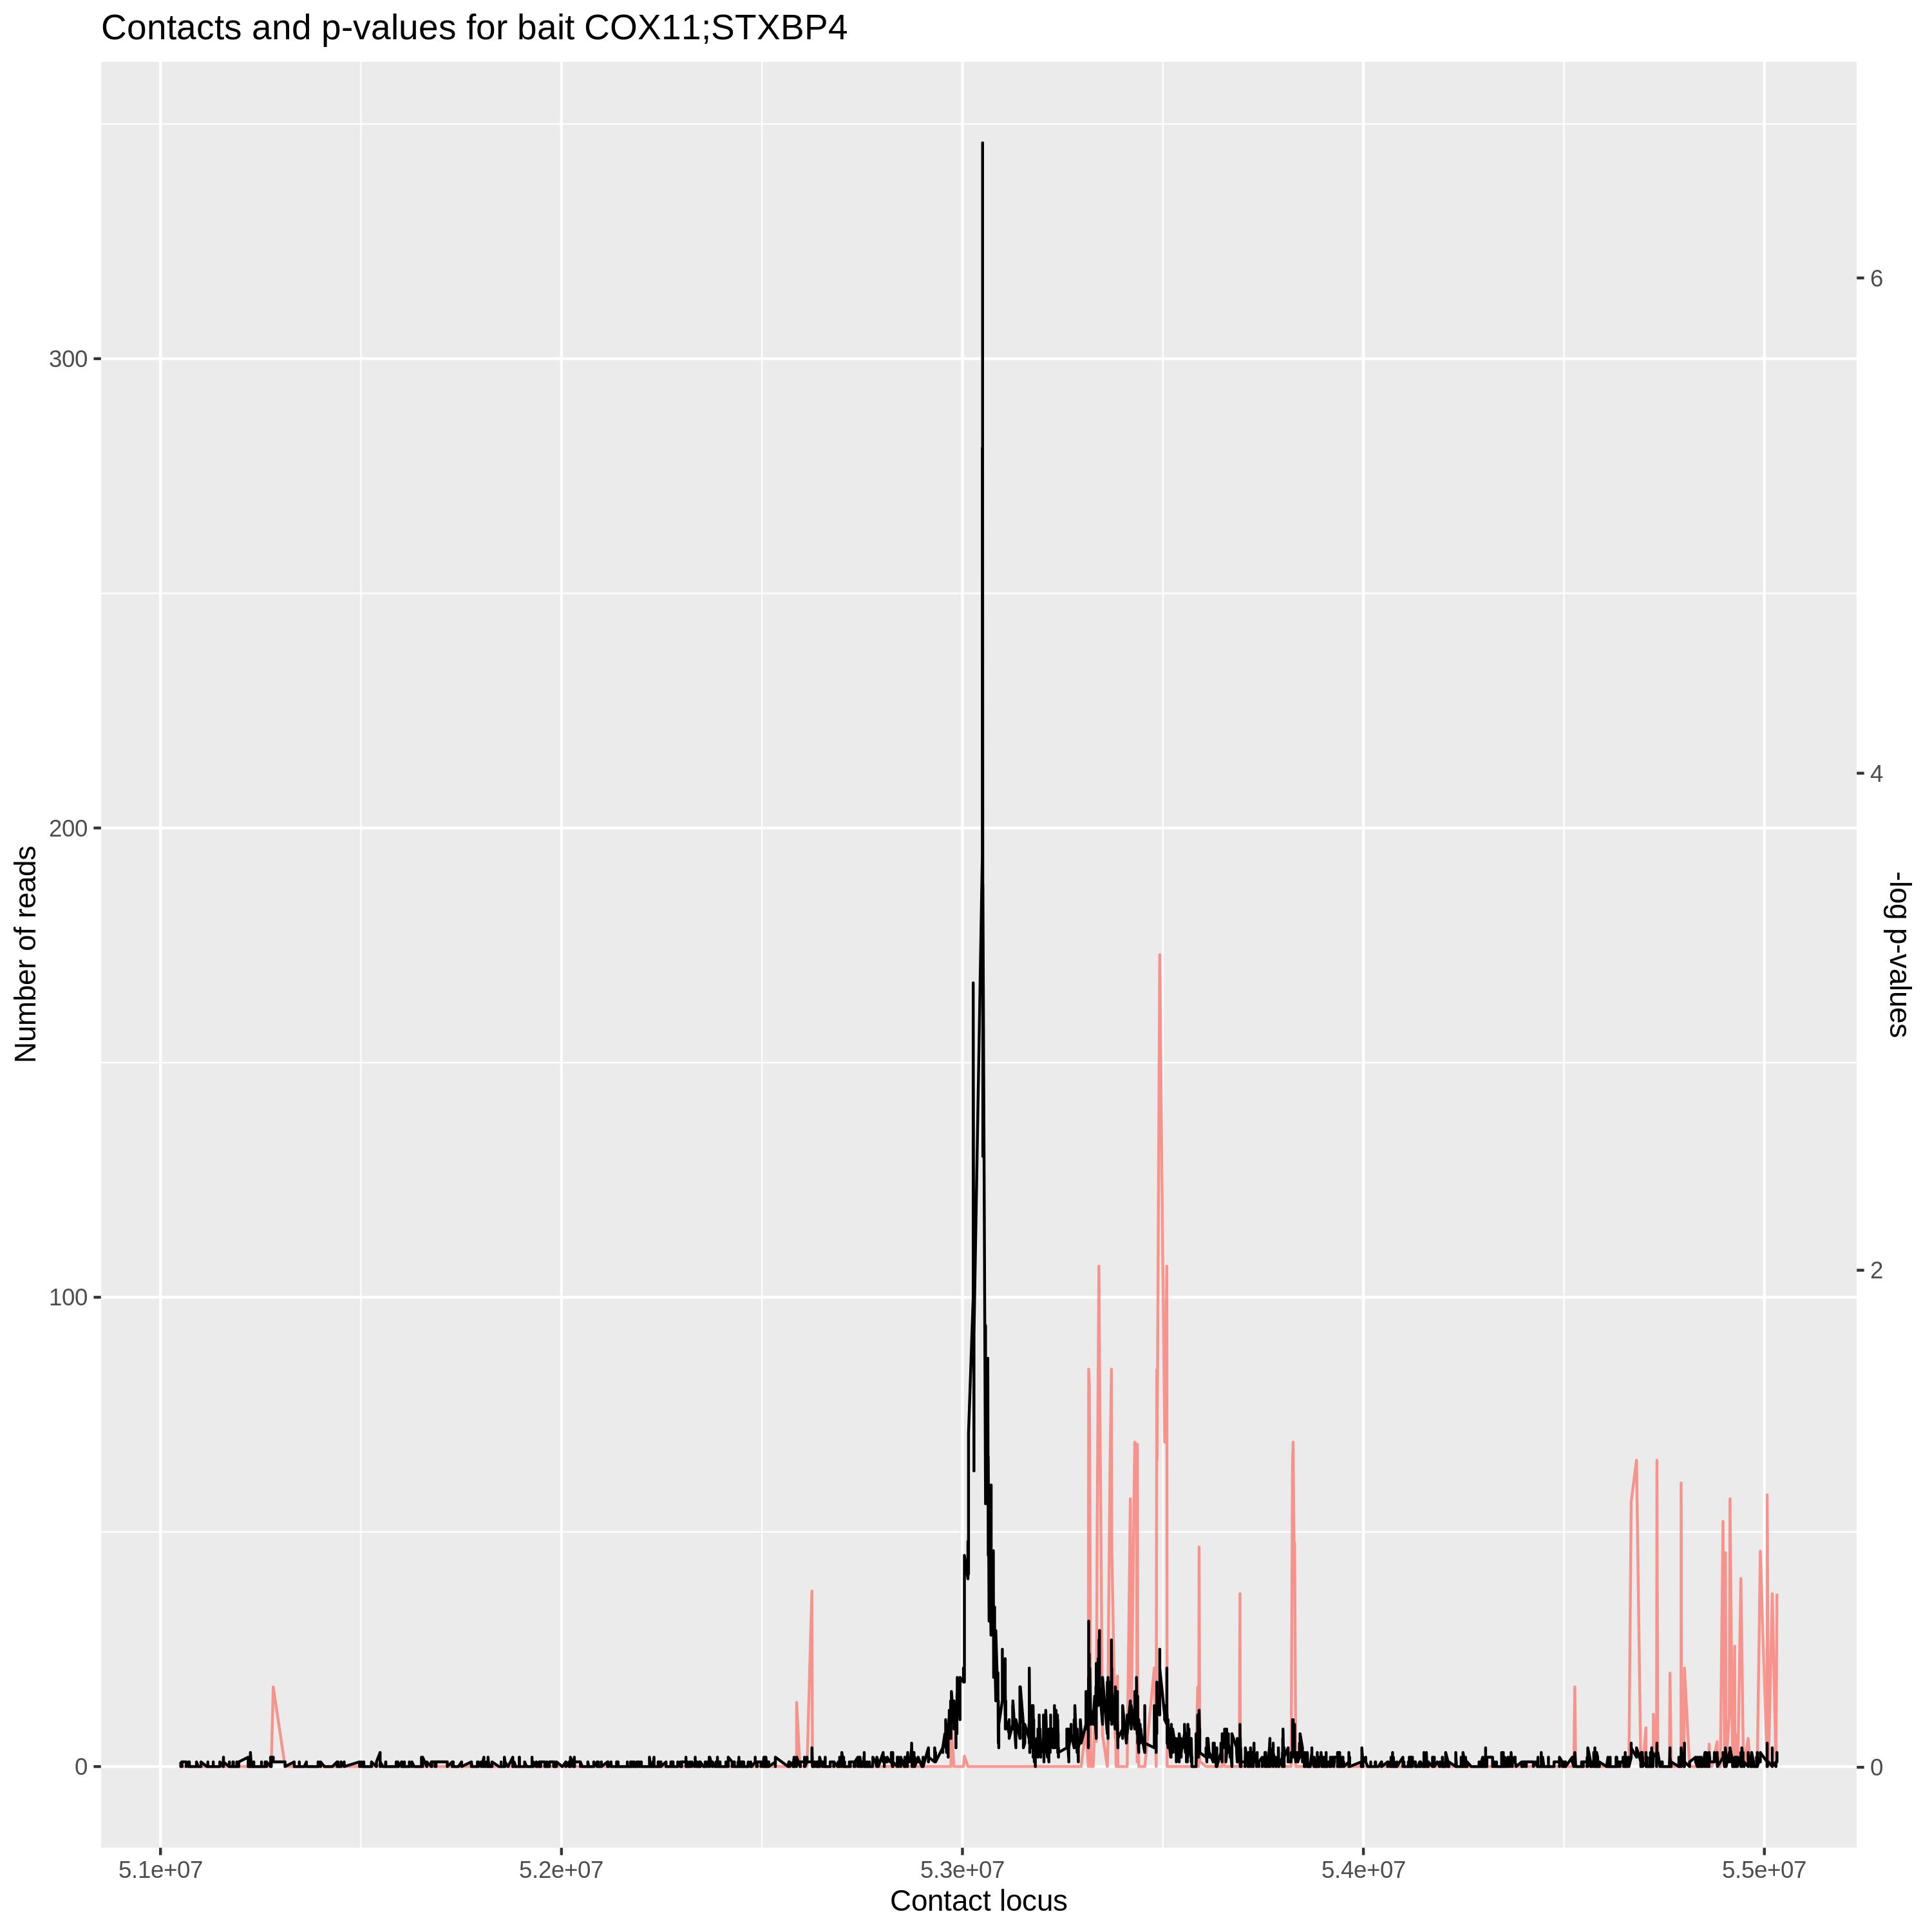 Contacts and p-values for bait COX11;STXBP4
Number of reads
300
200
100
0
6
4
2
0
-log p-values
5.1e+07
5.2e+07
5.3e+07
5.4e+07
5.5e+07
Contact locus